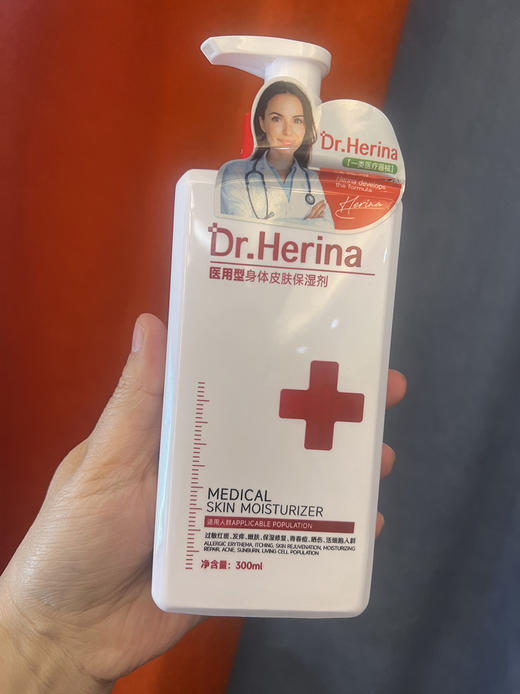 Dr.Herina
【一类医疗器械】
Herina develops
the formula
Herina
Dr.Herina
医用型身体皮肤保湿剂
MEDICAL
SKIN MOISTURIZER
适用人群APPLICABLE POPULATION
过敏红斑、发痒、嫩肤、保湿修复、青春痘、晒伤、活细胞人群
ALLERGIC ERYTHEMA, ITCHING, SKIN REJUVENATION, MOISTURIZING
REPAIR, ACNE, SUNBURN, LIVING CELL POPULATION
净含量：300ml